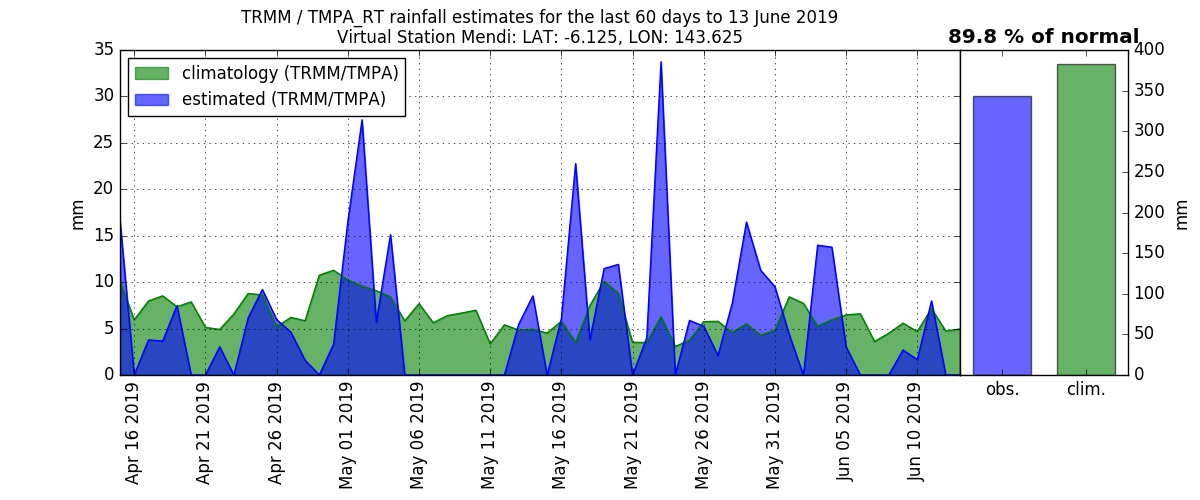 TRMM / TMPA_RT rainfall estimates for the last 60 days to 13 June 2019
Virtual Station Mendi: LAT: -6.125, LON: 143.625
89.8 % of normal
climatology (TRMM/TMPA)
estimated (TRMM/TMPA)
35
30
25
20
15
10
5
0
mm
Apr 16 2019
Apr 21 2019
Apr 26 2019
May 01 2019
May 06 2019
May 11 2019
May 16 2019
May 21 2019
May 26 2019
May 31 2019
Jun 05 2019
Jun 10 2019
obs.
clim.
400
350
300
250
200
150
100
50
0
mm